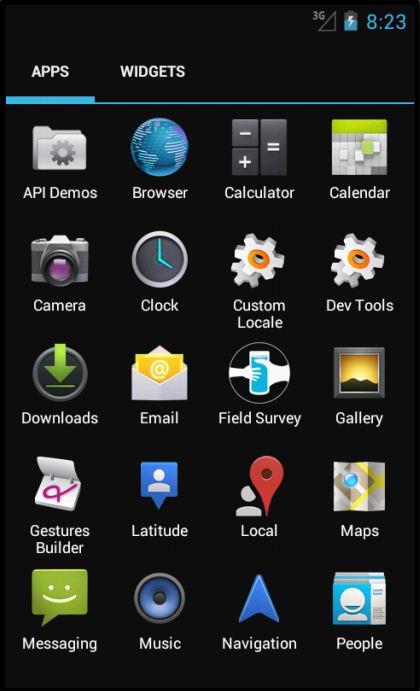 3G 8:23
APPS WIDGETS
API Demos Browser Calculator Calendar
Camera Clock Custom Locale Dev Tools
Downloads Email Field Survey Gallery
Gestures Builder Latitude Local Maps
Messaging Music Navigation People